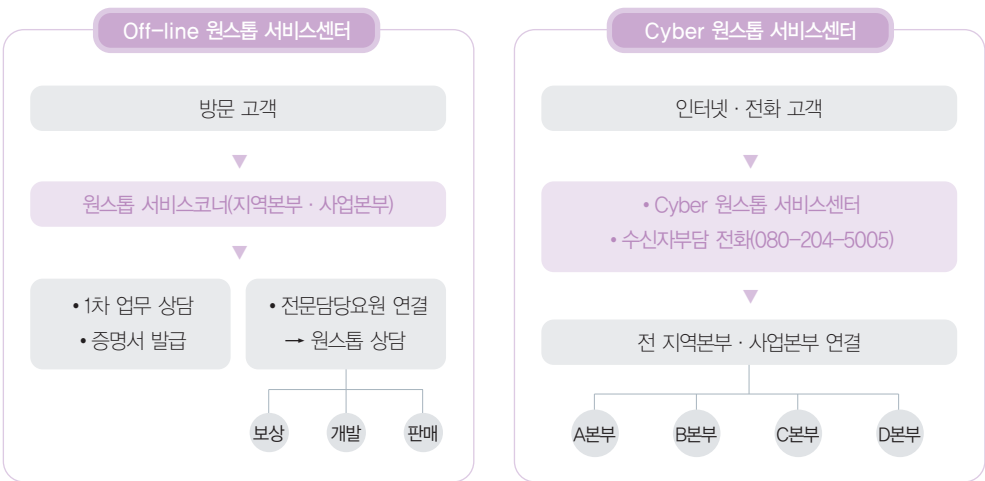 Off-line 원스톱 서비스센터
방문 고객
▼
원스톱 서비스코너(지역본부 · 사업본부)
▼
• 1차 업무 상담
• 증명서 발급
• 전문담당요원 연결
→ 원스톱 상담
보상
개발
판매
Cyber 원스톱 서비스센터
인터넷 · 전화 고객
▼
• Cyber 원스톱 서비스센터
• 수신자부담 전화(080-204-5005)
▼
전 지역본부 · 사업본부 연결
A본부
B본부
C본부
D본부